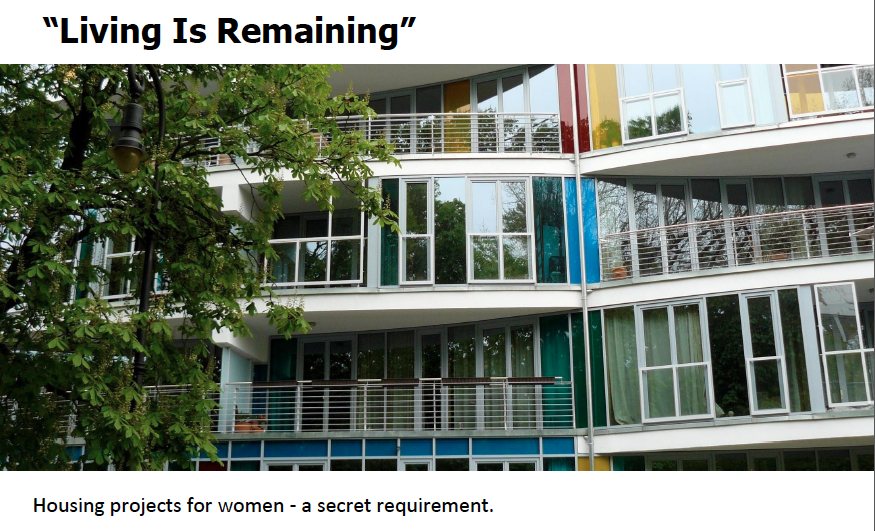 “Living Is Remaining”
Housing projects for women - a secret requirement.